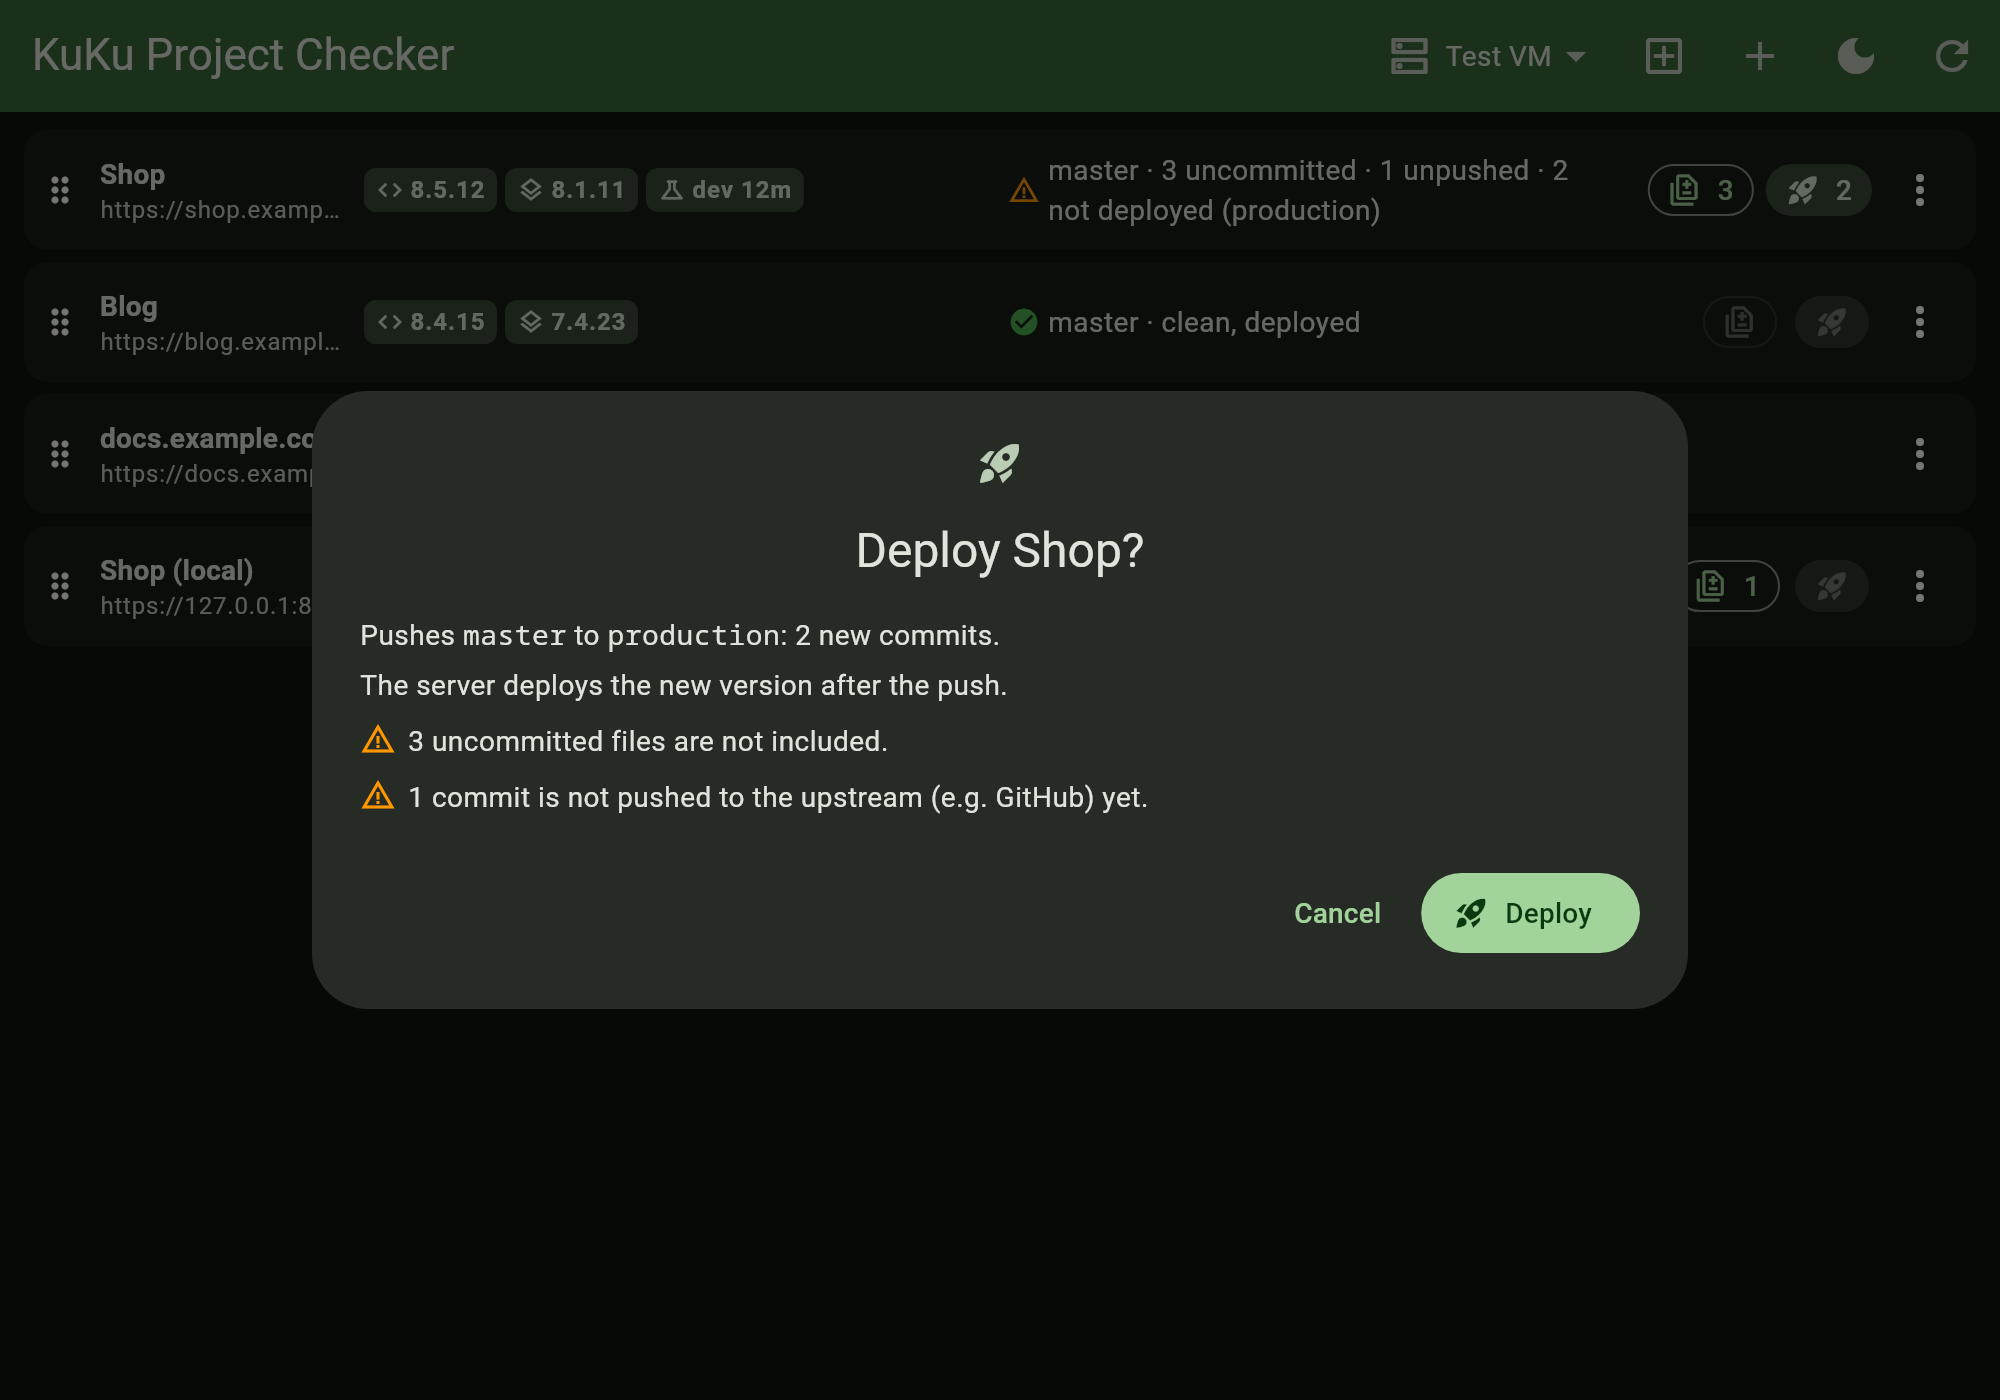 KuKu Project Checker
Test VM
Shop
https://shop.examp…
8.5.12
8.1.11
dev 12m
master · 3 uncommitted · 1 unpushed · 2
not deployed (production)
3
2
Blog
https://blog.exampl…
8.4.15
7.4.23
master · clean, deployed
docs.example.co
https://docs.examp
Shop (local)
https://127.0.0.1:8
1
Deploy Shop?
Pushes master to production: 2 new commits.
The server deploys the new version after the push.
3 uncommitted files are not included.
1 commit is not pushed to the upstream (e.g. GitHub) yet.
Cancel
Deploy